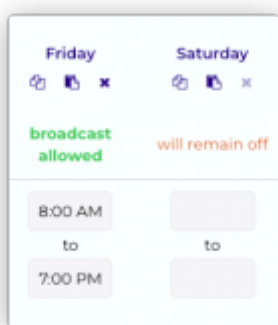 Friday
Saturday
broadcast
allowed
will remain off
8:00 AM
to
to
7:00 PM